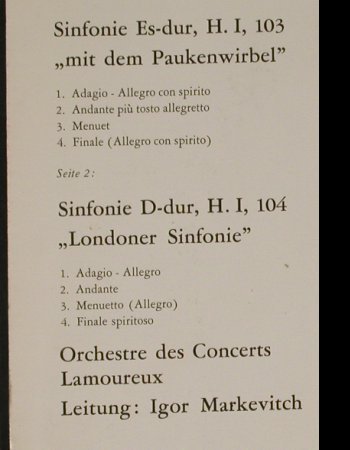 Sinfonie Es-dur, H. I, 103
„mit dem Paukenwirbel”
1. Adagio - Allegro con spirito
2. Andante più tosto allegretto
3. Menuet
4. Finale (Allegro con spirito)
Seite 2:
Sinfonie D-dur, H. I, 104
„Londoner Sinfonie”
1. Adagio - Allegro
2. Andante
3. Menuetto (Allegro)
4. Finale spiritoso
Orchestre des Concerts
Lamoureux
Leitung: Igor Markevitch